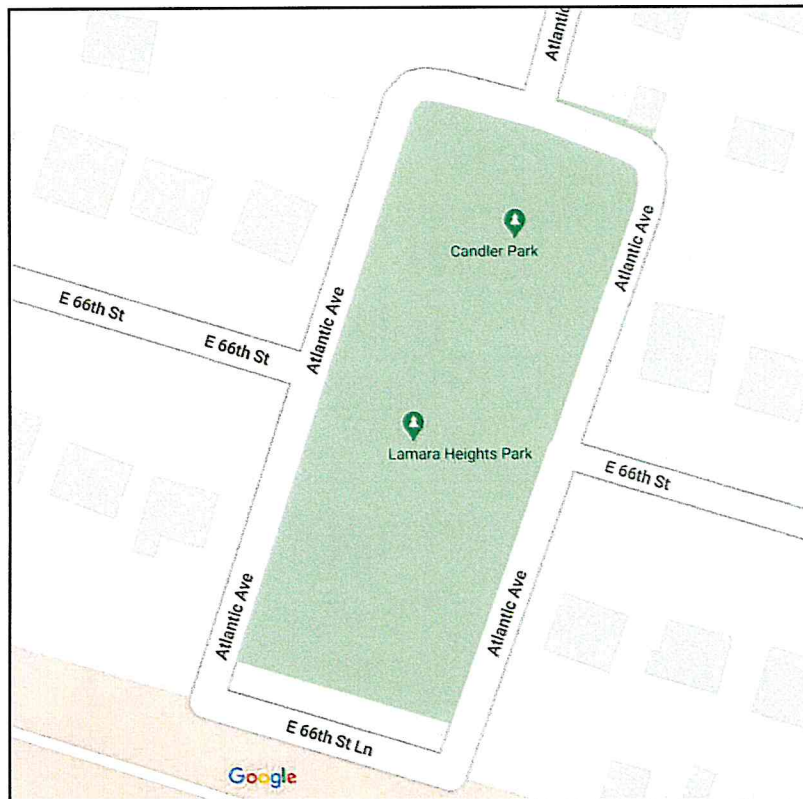 Atlantic
Candler Park
Atlantic Ave
E 66th St
E 66th St
Atlantic Ave
Lamara Heights Park
E 66th St
Atlantic Ave
Atlantic Ave
E 66th St Ln
Google